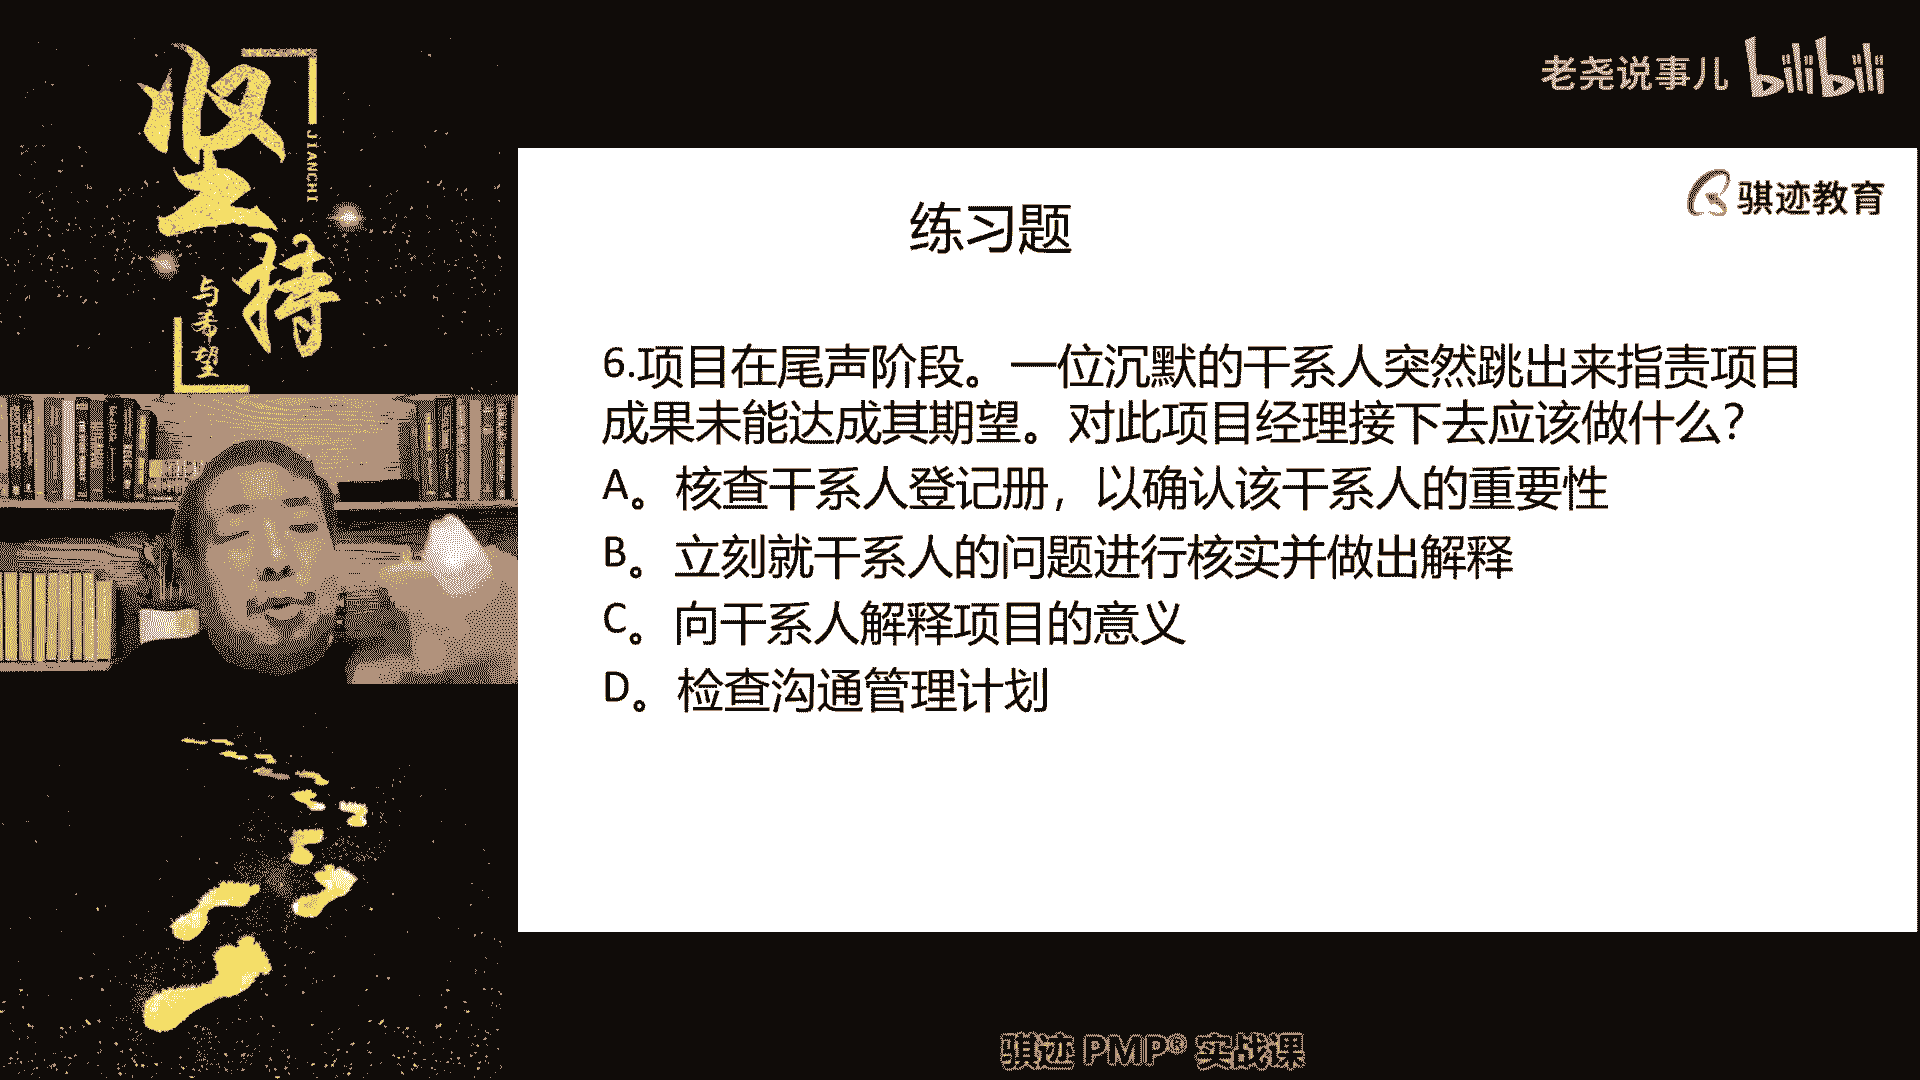 坚持
JIANCHI
与希望
老尧说事儿 bilibili
骐迹教育
练习题
6.项目在尾声阶段。一位沉默的干系人突然跳出来指责项目
成果未能达成其期望。对此项目经理接下去应该做什么？
A。核查干系人登记册，以确认该干系人的重要性
B。立刻就干系人的问题进行核实并做出解释
C。向干系人解释项目的意义
D。检查沟通管理计划
骐迹 PMP® 实战课